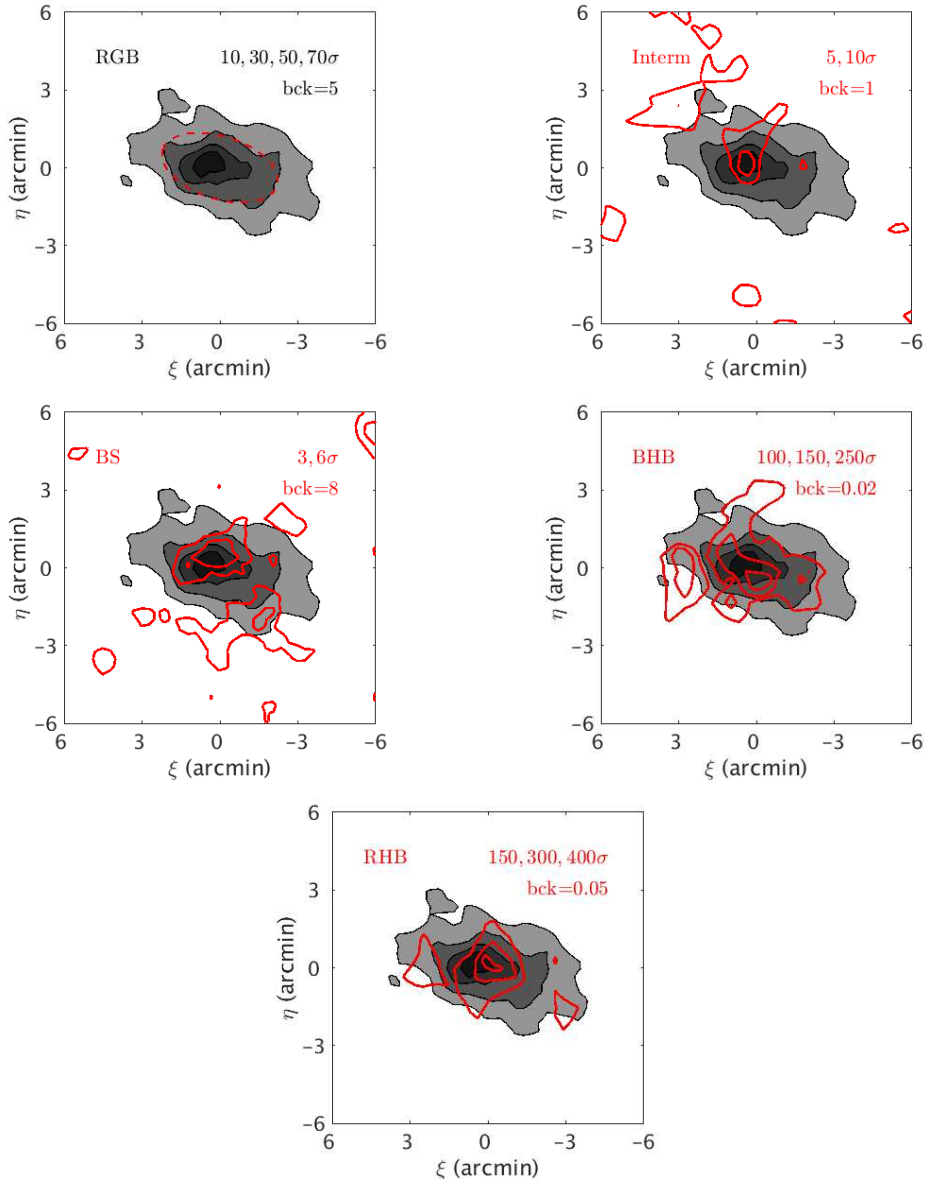 6
RGB 10, 30, 50, 70σ
bck=5
3
0
−3
−6
η (arcmin)
6 3 0 −3 −6
ξ (arcmin)
6
Interm 5, 10σ
bck=1
3
0
−3
−6
η (arcmin)
6 3 0 −3 −6
ξ (arcmin)
6
BS 3, 6σ
bck=8
3
0
−3
−6
η (arcmin)
6 3 0 −3 −6
ξ (arcmin)
6
BHB 100, 150, 250σ
bck=0.02
3
0
−3
−6
η (arcmin)
6 3 0 −3 −6
ξ (arcmin)
6
RHB 150, 300, 400σ
bck=0.05
3
0
−3
−6
η (arcmin)
6 3 0 −3 −6
ξ (arcmin)